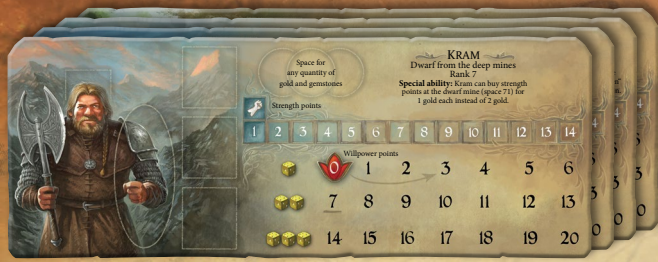 Space for
any quantity of
gold and gemstones
KRAM
Dwarf from the deep mines
Rank 7
Special ability: Kram can buy strength
points at the dwarf mine (space 71) for
1 gold each instead of 2 gold.
Strength points
1 2 3 4 5 6 7 8 9 10 11 12 13 14
Willpower points
0 1 2 3 4 5 6
7 8 9 10 11 12 13
14 15 16 17 18 19 20